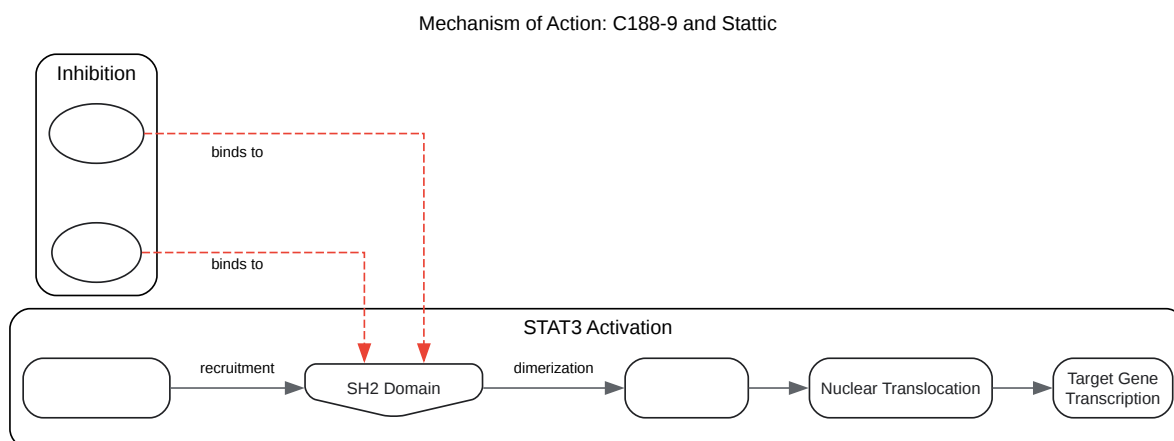 Mechanism of Action: C188-9 and Stattic
Inhibition
binds to
binds to
STAT3 Activation
recruitment
SH2 Domain
dimerization
Nuclear Translocation
Target Gene
Transcription